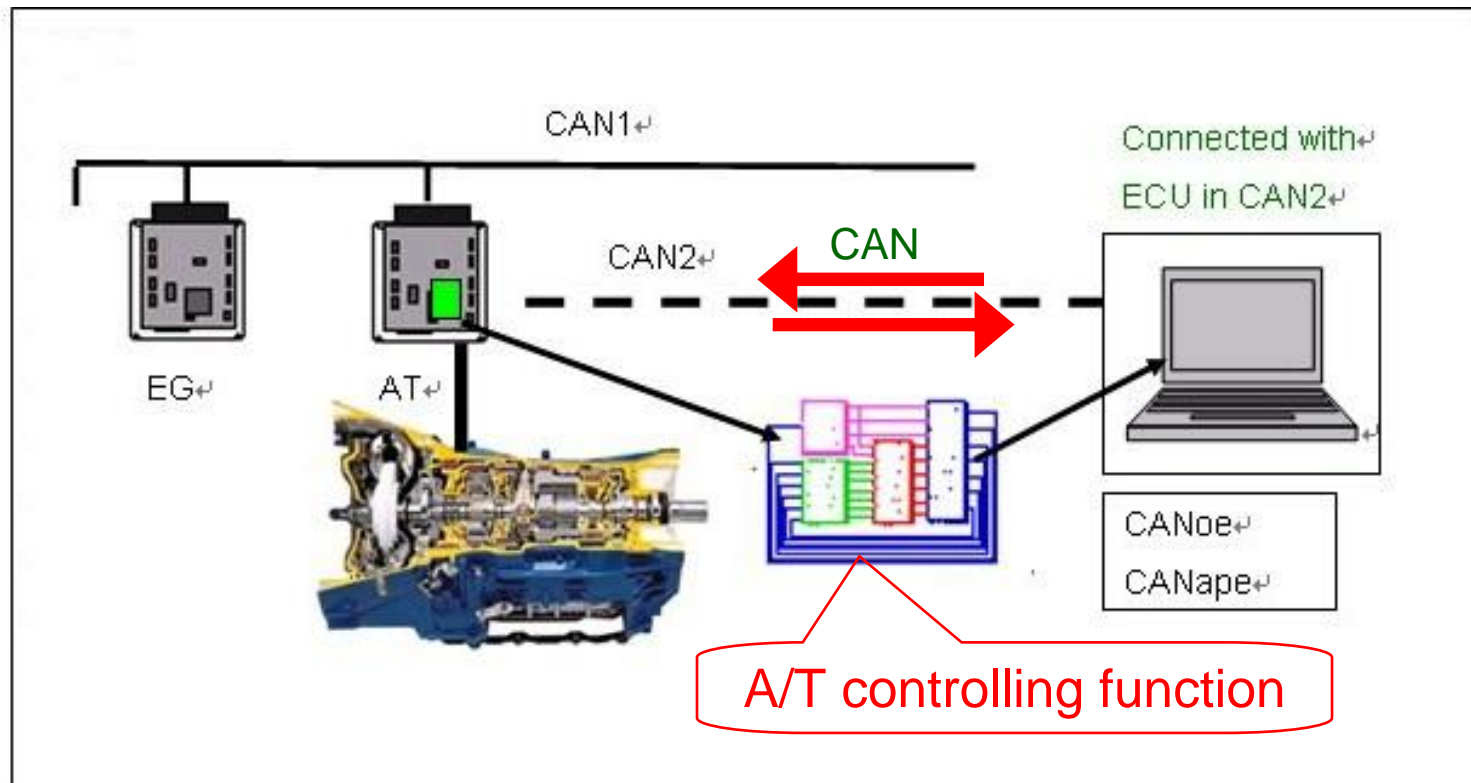 CAN1
Connected with
ECU in CAN2
CAN2
CAN
EG
AT
CANoe
CANape
A/T controlling function